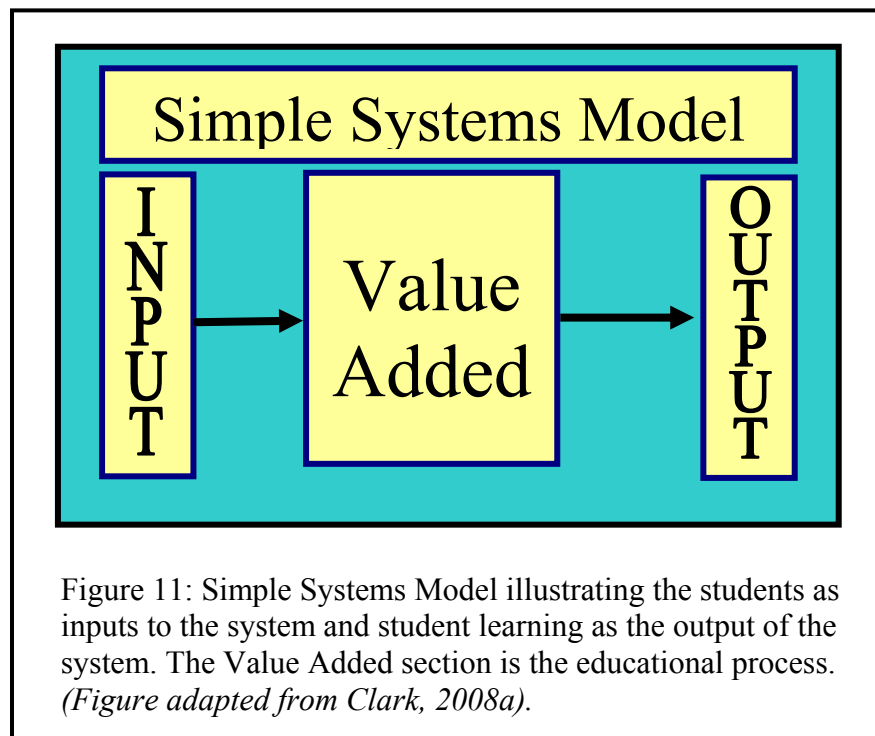 Simple Systems Model
INPUT
Value
Added
OUTPUT
Figure 11: Simple Systems Model illustrating the students as
inputs to the system and student learning as the output of the
system. The Value Added section is the educational process.
(Figure adapted from Clark, 2008a).